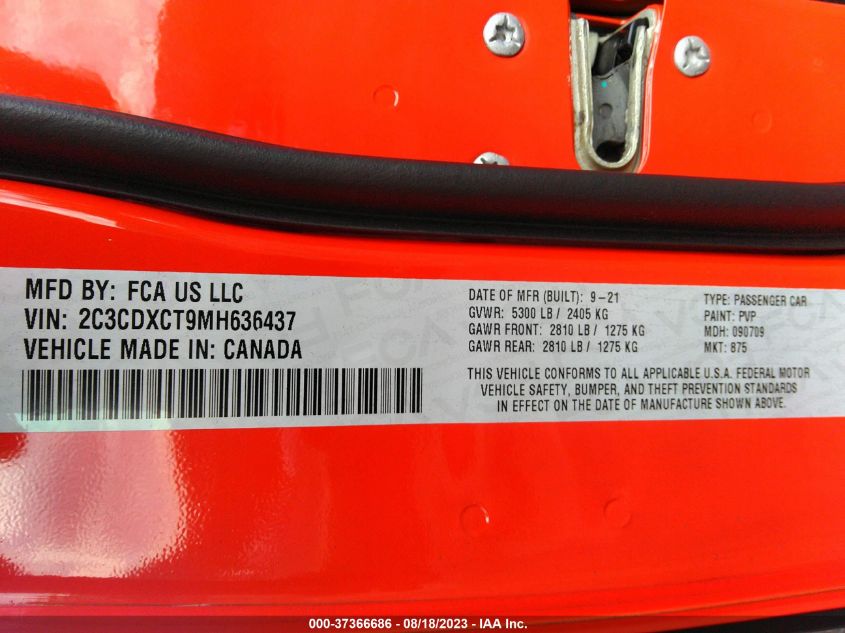 MFD BY: FCA US LLC
VIN: 2C3CDXCT9MH636437
VEHICLE MADE IN: CANADA
DATE OF MFR (BUILT): 9-21
GVWR: 5300 LB / 2405 KG
GAWR FRONT: 2810 LB / 1275 KG
GAWR REAR: 2810 LB / 1275 KG
TYPE: PASSENGER CAR
PAINT: PVP
MDH: 090709
MKT: B75
THIS VEHICLE CONFORMS TO ALL APPLICABLE U.S.A. FEDERAL MOTOR
VEHICLE SAFETY, BUMPER, AND THEFT PREVENTION STANDARDS
IN EFFECT ON THE DATE OF MANUFACTURE SHOWN ABOVE.
000-37366686 - 08/18/2023 - IAA Inc.